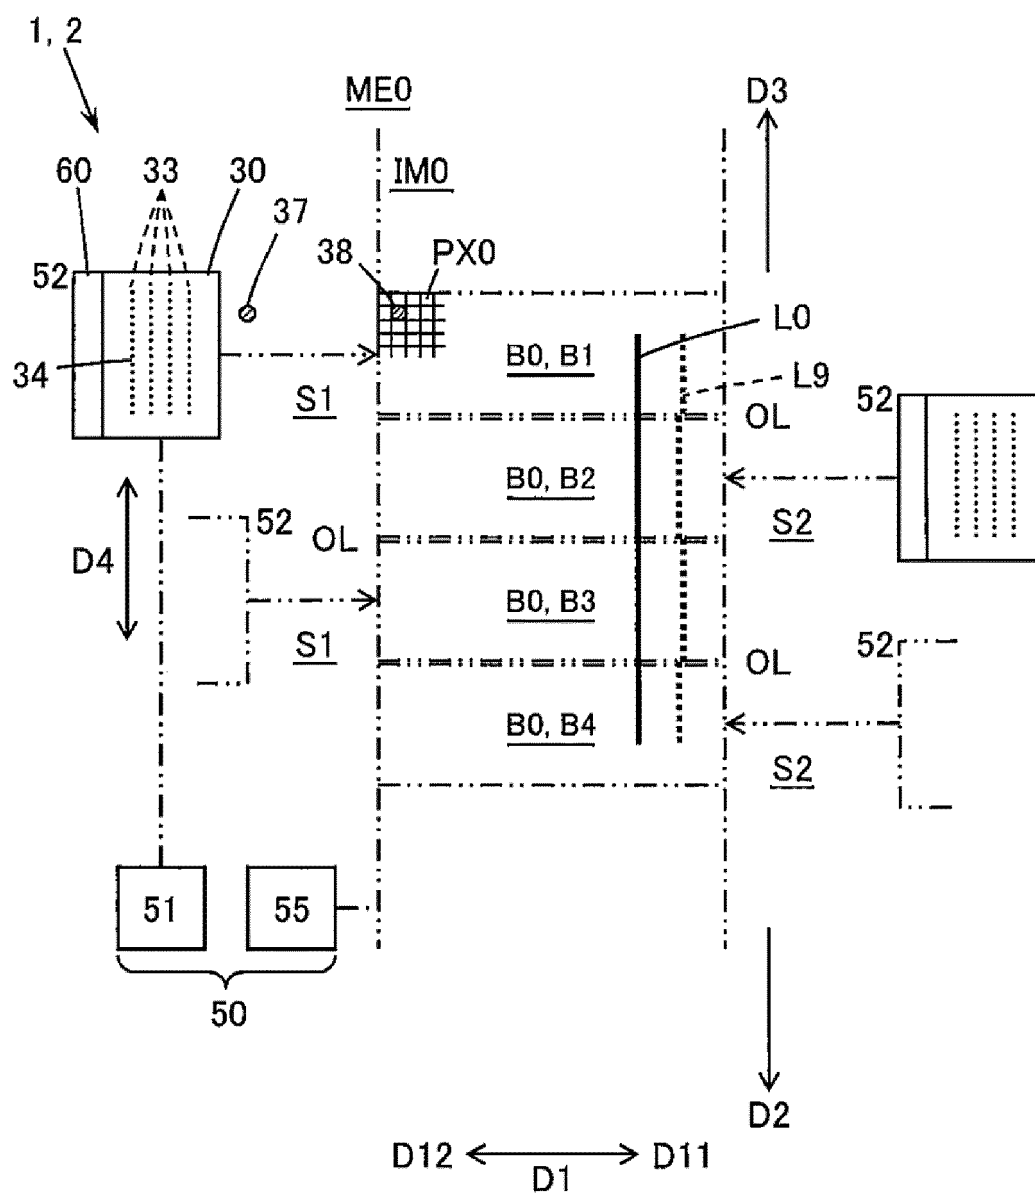 1, 2
ME0
D3
60
33
30
IM0
37
52
38
PX0
L0
34
B0, B1
L9
S1
52
OL
B0, B2
52
OL
S2
D4
B0, B3
S1
52
OL
B0, B4
S2
51
55
50
D2
D12
D11
D1